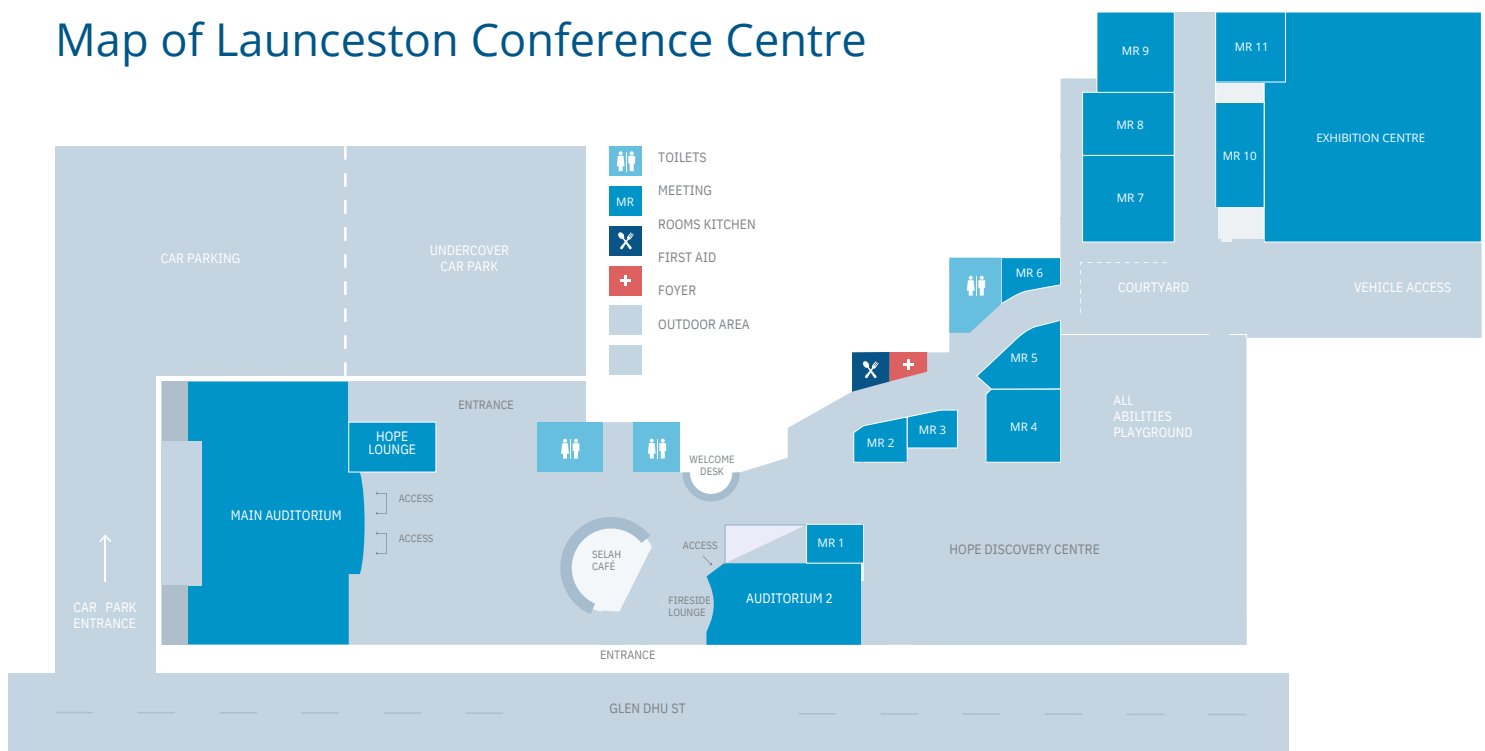 Map of Launceston Conference Centre
MR 9
MR 11
MR 8
EXHIBITION CENTRE
MR 10
MR 7
TOILETS
MEETING
MR
ROOMS KITCHEN
FIRST AID
FOYER
OUTDOOR AREA
CAR PARKING
UNDERCOVER
CAR PARK
MR 6
COURTYARD
VEHICLE ACCESS
MR 5
ALL
ABILITIES
PLAYGROUND
ENTRANCE
HOPE
LOUNGE
MR 4
MR 3
MR 2
WELCOME
DESK
ACCESS
MAIN AUDITORIUM
ACCESS
SELAH
CAFÉ
ACCESS
MR 1
HOPE DISCOVERY CENTRE
FIRESIDE
LOUNGE
AUDITORIUM 2
CAR PARK
ENTRANCE
ENTRANCE
GLEN DHU ST